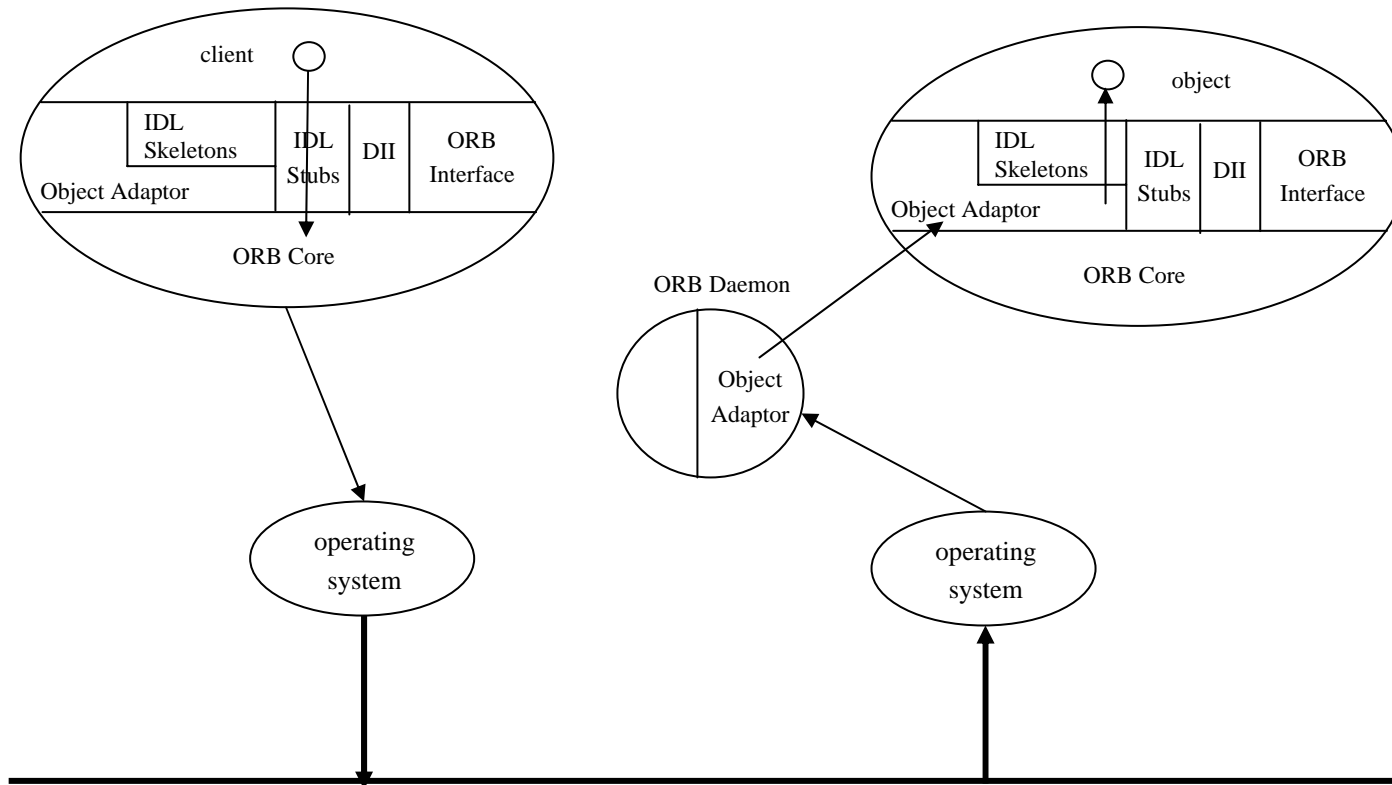 client
IDL
Skeletons
IDL
Stubs
DII
ORB
Interface
Object Adaptor
ORB Core
operating
system
object
IDL
Skeletons
IDL
Stubs
DII
ORB
Interface
Object Adaptor
ORB Core
ORB Daemon
Object
Adaptor
operating
system